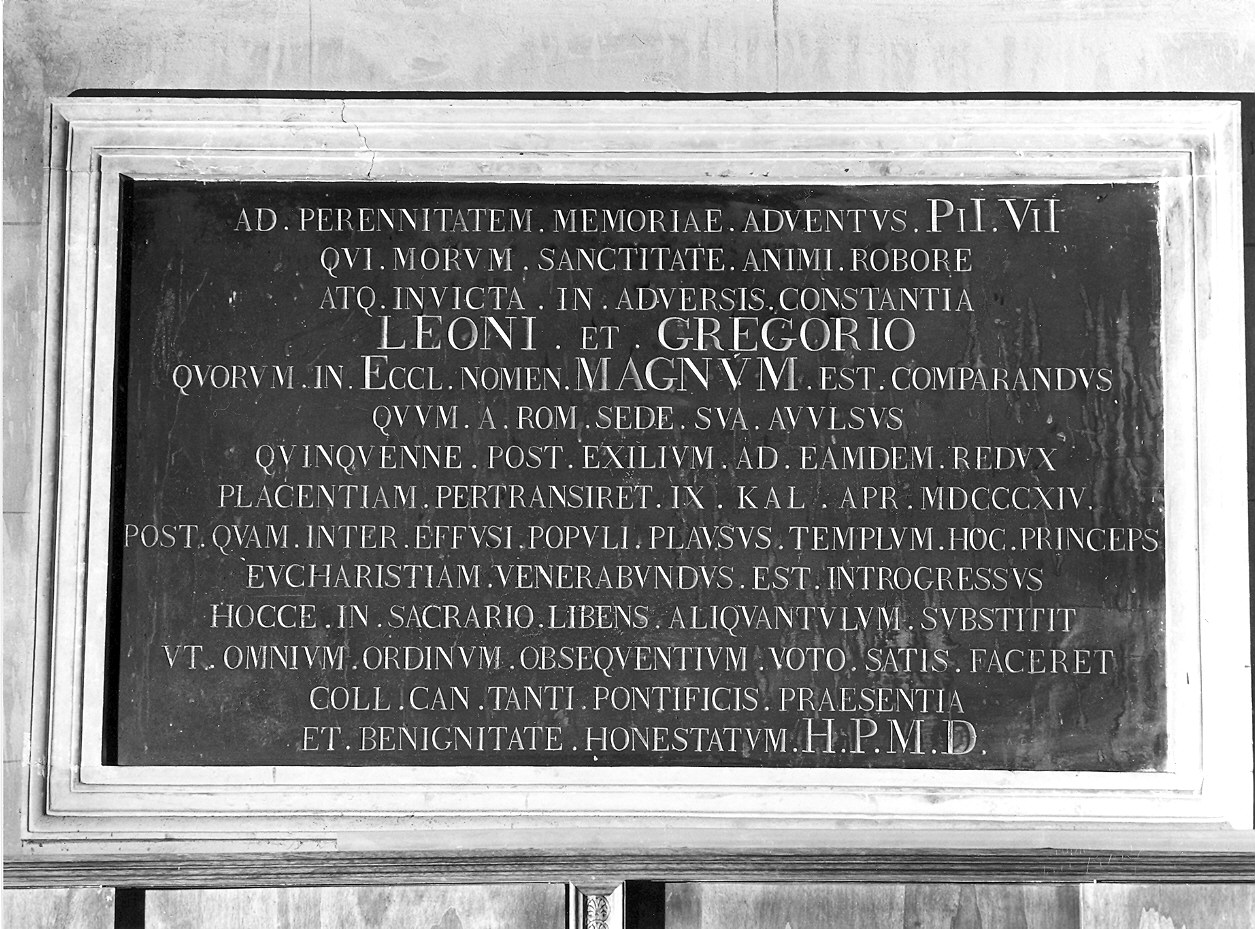 AD.PERENNITATEM.MEMORIAE.ADVENTVS.PII.VII
QVI.MORVM.SANCTITATE.ANIMI.ROBORE
ATQ.INVICTA.IN.ADVERSIS.CONSTANTIA
LEONI.ET.GREGORIO
QVORVM.IN.ECCL.NOMEN.MAGNVM.EST.COMPARANDVS
QVVM.A.ROM.SEDE.SVA.AVVLSVS
QVINQVENNE.POST.EXILIVM.AD.EAMDEM.REDVX
PLACENTIAM.PERTRANSIRET.IX.KAL.APR.MDCCCXIV.
POST.QVAM.INTER.EFFVSI.POPVLI.PLAVSVS.TEMPLVM.HOC.PRINCEPS
EVCHARISTIAM.VENERABVNDVS.EST.INTROGRESSVS
HOCCE.IN.SACRARIO.LIBENS.ALIQVANTVLVM.SVBSTITIT
VT.OMNIVM.ORDINVM.OBSEQVENTIVM.VOTO.SATIS.FACERET
COLL.CAN.TANTI.PONTIFICIS.PRAESENTIA
ET.BENIGNITATE.HONESTATVM.H.P.M.D.